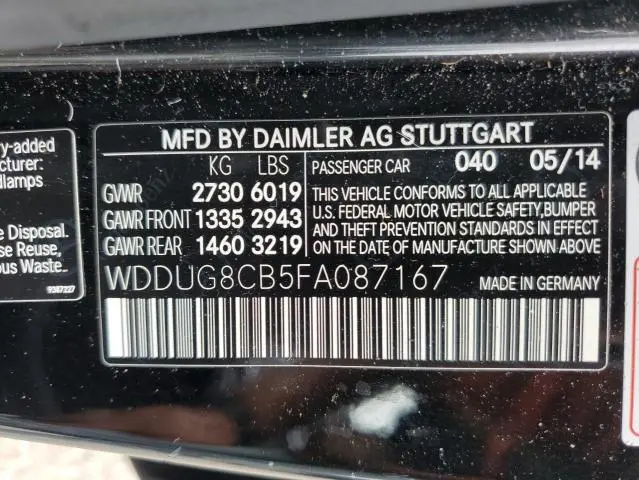 MFD BY DAIMLER AG STUTTGART
KG LBS
GVWR 2730 6019
GAWR FRONT 1335 2943
GAWR REAR 1460 3219
PASSENGER CAR 040 05/14
THIS VEHICLE CONFORMS TO ALL APPLICABLE
U.S. FEDERAL MOTOR VEHICLE SAFETY,BUMPER
AND THEFT PREVENTION STANDARDS IN EFFECT
ON THE DATE OF MANUFACTURE SHOWN ABOVE
WDDUG8CB5FA087167 MADE IN GERMANY
y-added
cturer:
dlamps
e Disposal.
se Reuse,
ous Waste..